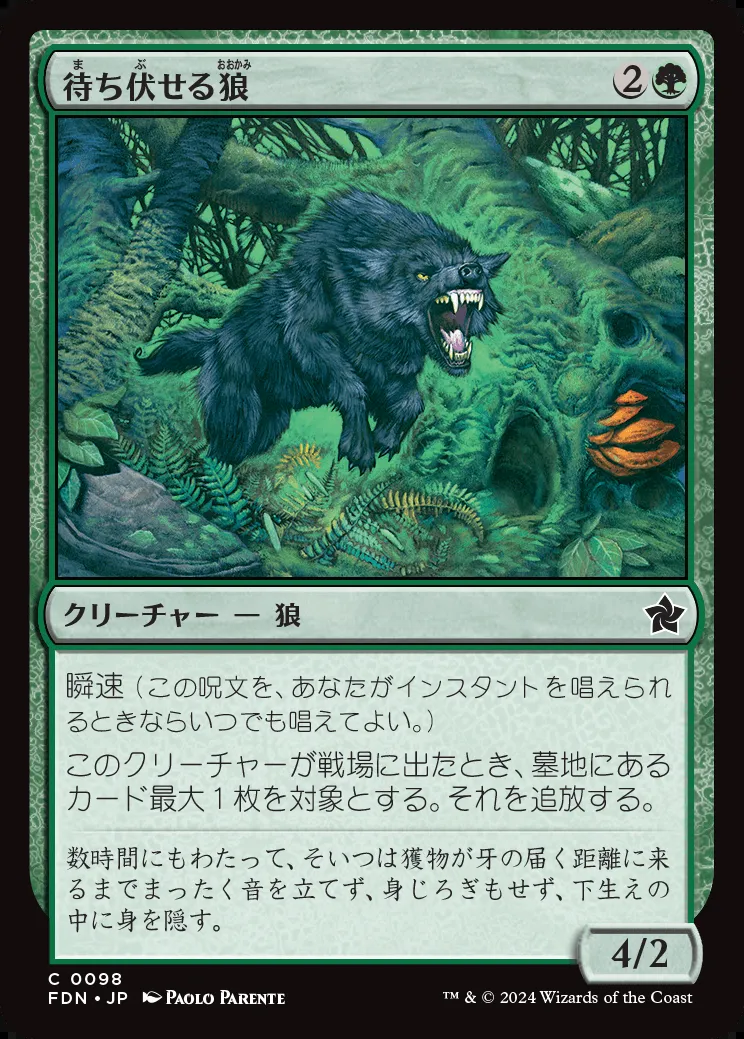 待ち伏せる狼
2
クリーチャー — 狼
瞬速（この呪文を、あなたがインスタントを唱えられ
るときならいつでも唱えてよい。）
このクリーチャーが戦場に出たとき、墓地にある
カード最大１枚を対象とする。それを追放する。
数時間にもわたって、そいつは獲物が牙の届く距離に来
るまでまったく音を立てず、身じろぎもせず、下生えの
中に身を隠す。
4/2
C 0098
FDN • JP Paolo Parente
™ & © 2024 Wizards of the Coast